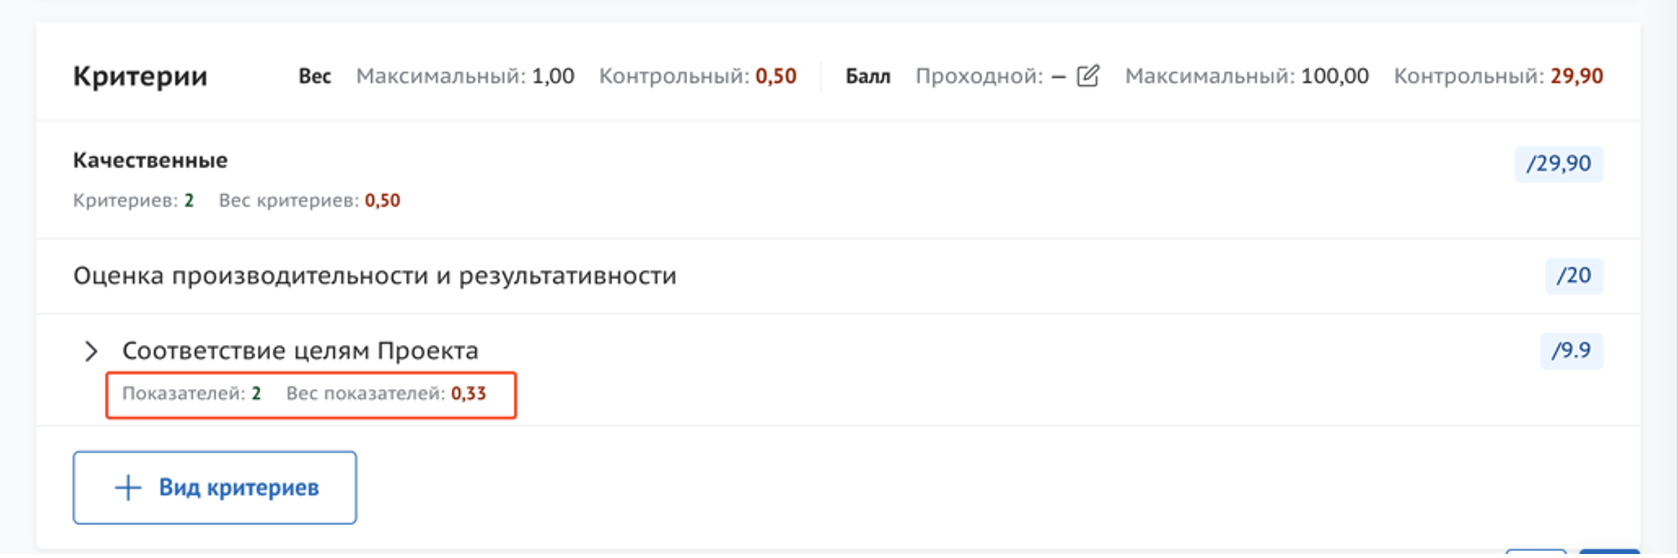 Критерии Вес Максимальный: 1,00 Контрольный: 0,50 Балл Проходной: – Максимальный: 100,00 Контрольный: 29,90
Качественные /29,90
Критериев: 2 Вес критериев: 0,50
Оценка производительности и результативности /20
Соответствие целям Проекта /9.9
Показателей: 2 Вес показателей: 0,33
+ Вид критериев